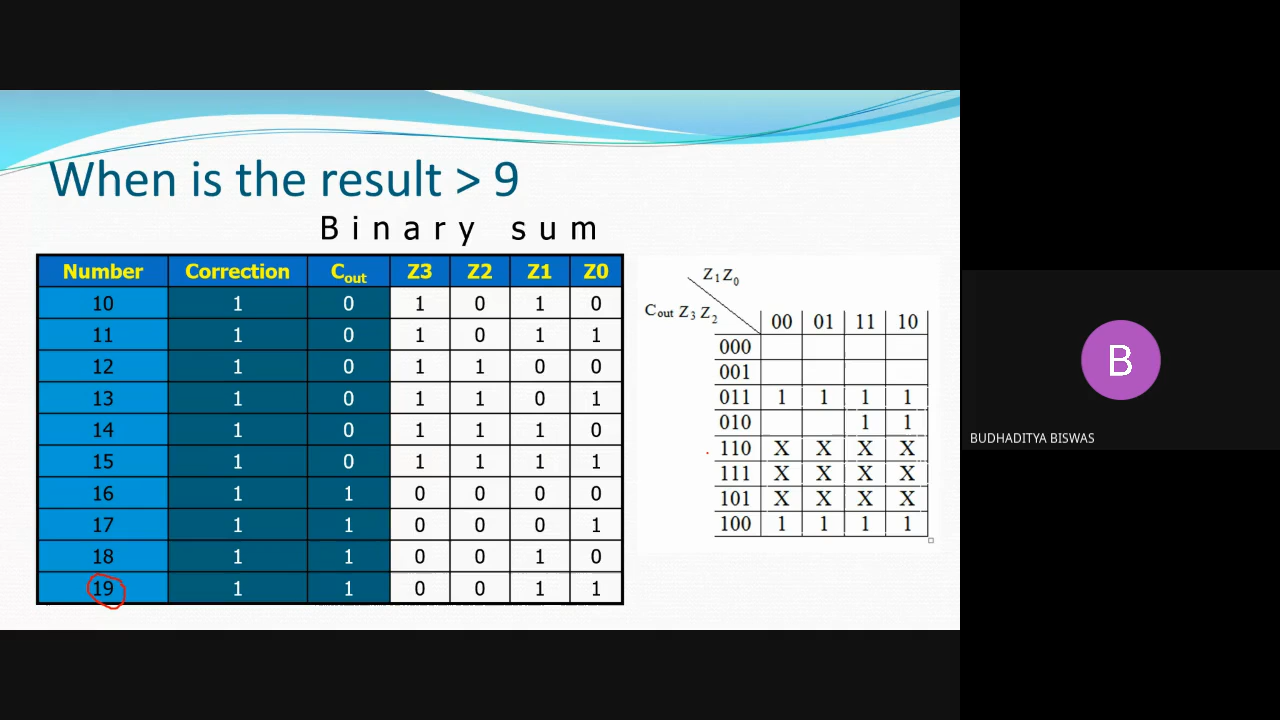 When is the result > 9
Binary sum
Number Correction Cout Z3 Z2 Z1 Z0
10 1 0 1 0 1 0
11 1 0 1 0 1 1
12 1 0 1 1 0 0
13 1 0 1 1 0 1
14 1 0 1 1 1 0
15 1 0 1 1 1 1
16 1 1 0 0 0 0
17 1 1 0 0 0 1
18 1 1 0 0 1 0
19 1 1 0 0 1 1
Z1Z0
Cout Z3 Z2
00 01 11 10
000
001
011 1 1 1 1
010 1 1
110 X X X X
111 X X X X
101 X X X X
100 1 1 1 1
B
BUDHADITYA BISWAS